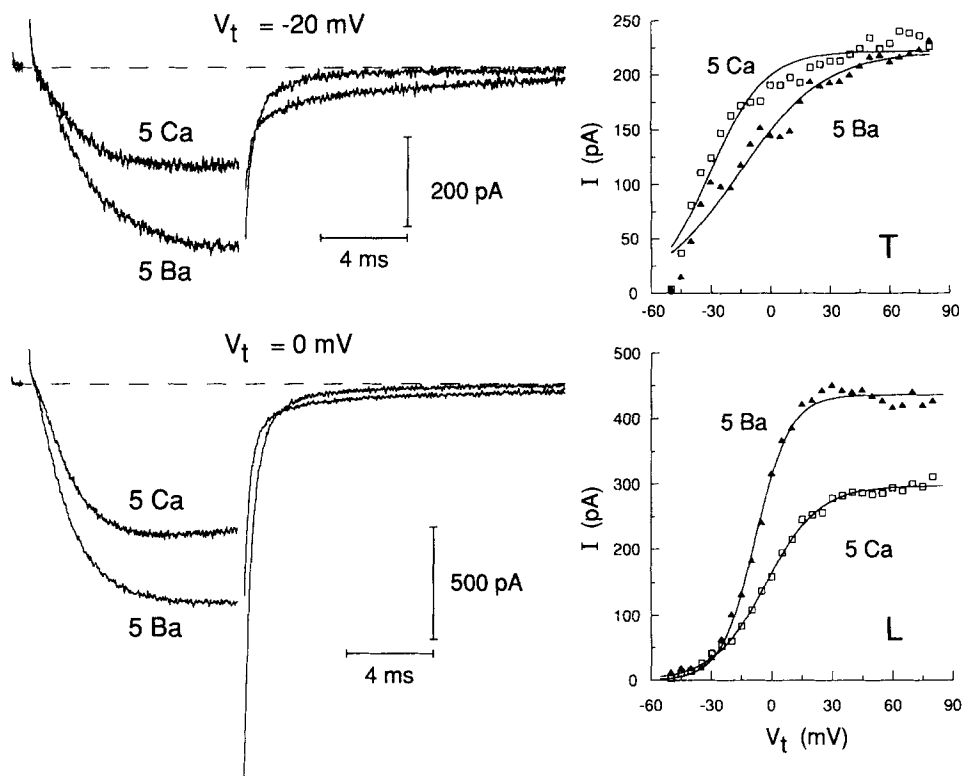 V_t = -20 mV
5 Ca
5 Ba
200 pA
4 ms
V_t = 0 mV
5 Ca
5 Ba
500 pA
4 ms
250
200
150
100
50
0
I (pA)
5 Ca
5 Ba
T
-60 -30 0 30 60 90
500
400
300
200
100
0
I (pA)
5 Ba
5 Ca
L
-60 -30 0 30 60 90
V_t (mV)